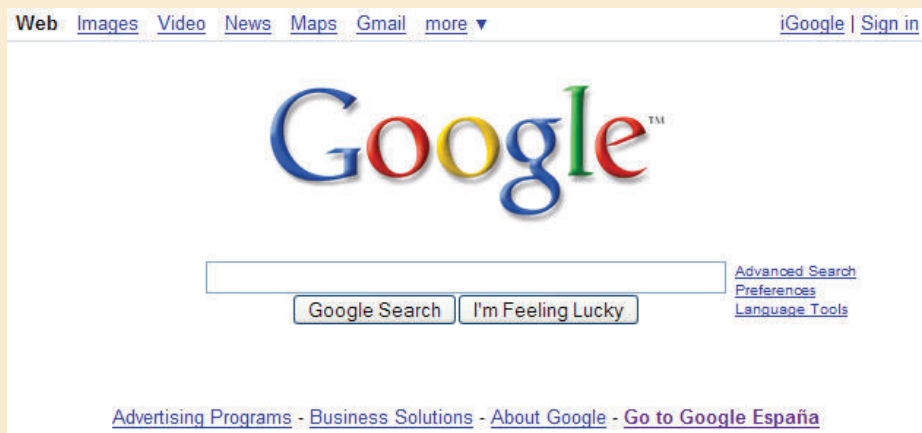 Web Images Video News Maps Gmail more ▼ iGoogle | Sign in
Google™
Advanced Search
Preferences
Language Tools
Google Search I'm Feeling Lucky
Advertising Programs - Business Solutions - About Google - Go to Google España